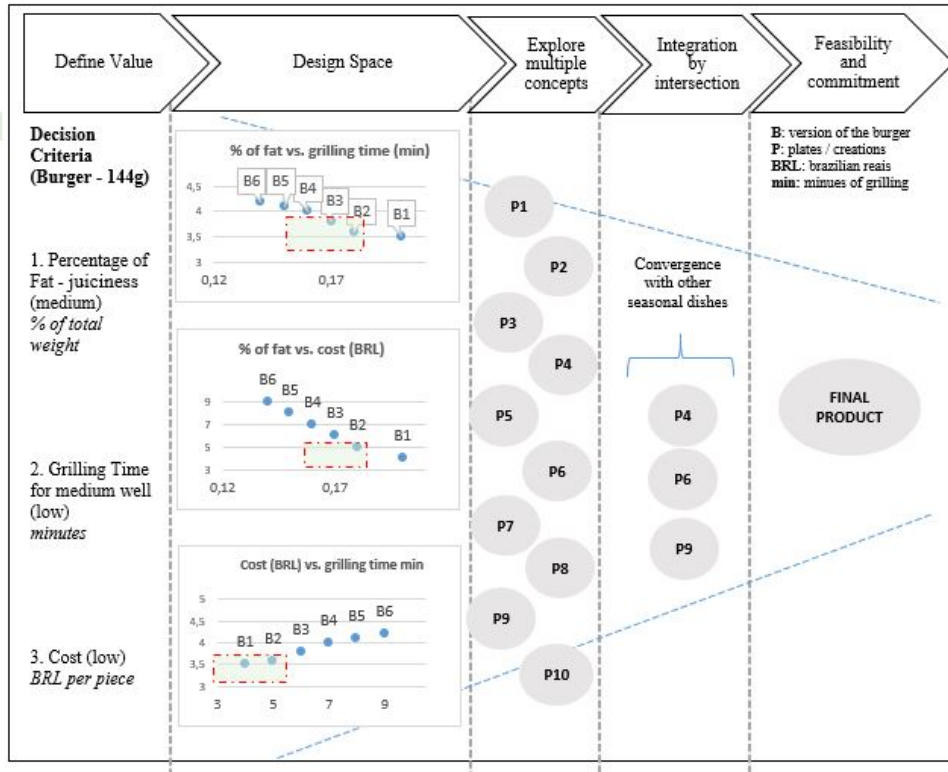 Define Value
Design Space
Explore
multiple
concepts
Integration
by
intersection
Feasibility
and
commitment
Decision
Criteria
(Burger - 144g)
1. Percentage of
Fat - juiciness
(medium)
% of total
weight
2. Grilling Time
for medium well
(low)
minutes
3. Cost (low)
BRL per piece
% of fat vs. grilling time (min)
4,5
4
3,5
3
B6
B5
B4
B3
B2
B1
0,12
0,17
% of fat vs. cost (BRL)
9
7
5
3
B6
B5
B4
B3
B2
B1
0,12
0,17
Cost (BRL) vs. grilling time min
5
4,5
4
3,5
3
B1
B2
B3
B4
B5
B6
3
5
7
9
P1
P2
P3
P4
P5
P6
P7
P8
P9
P10
Convergence
with other
seasonal dishes
P4
P6
P9
B: version of the burger
P: plates / creations
BRL: brazilian reais
min: minues of grilling
FINAL
PRODUCT